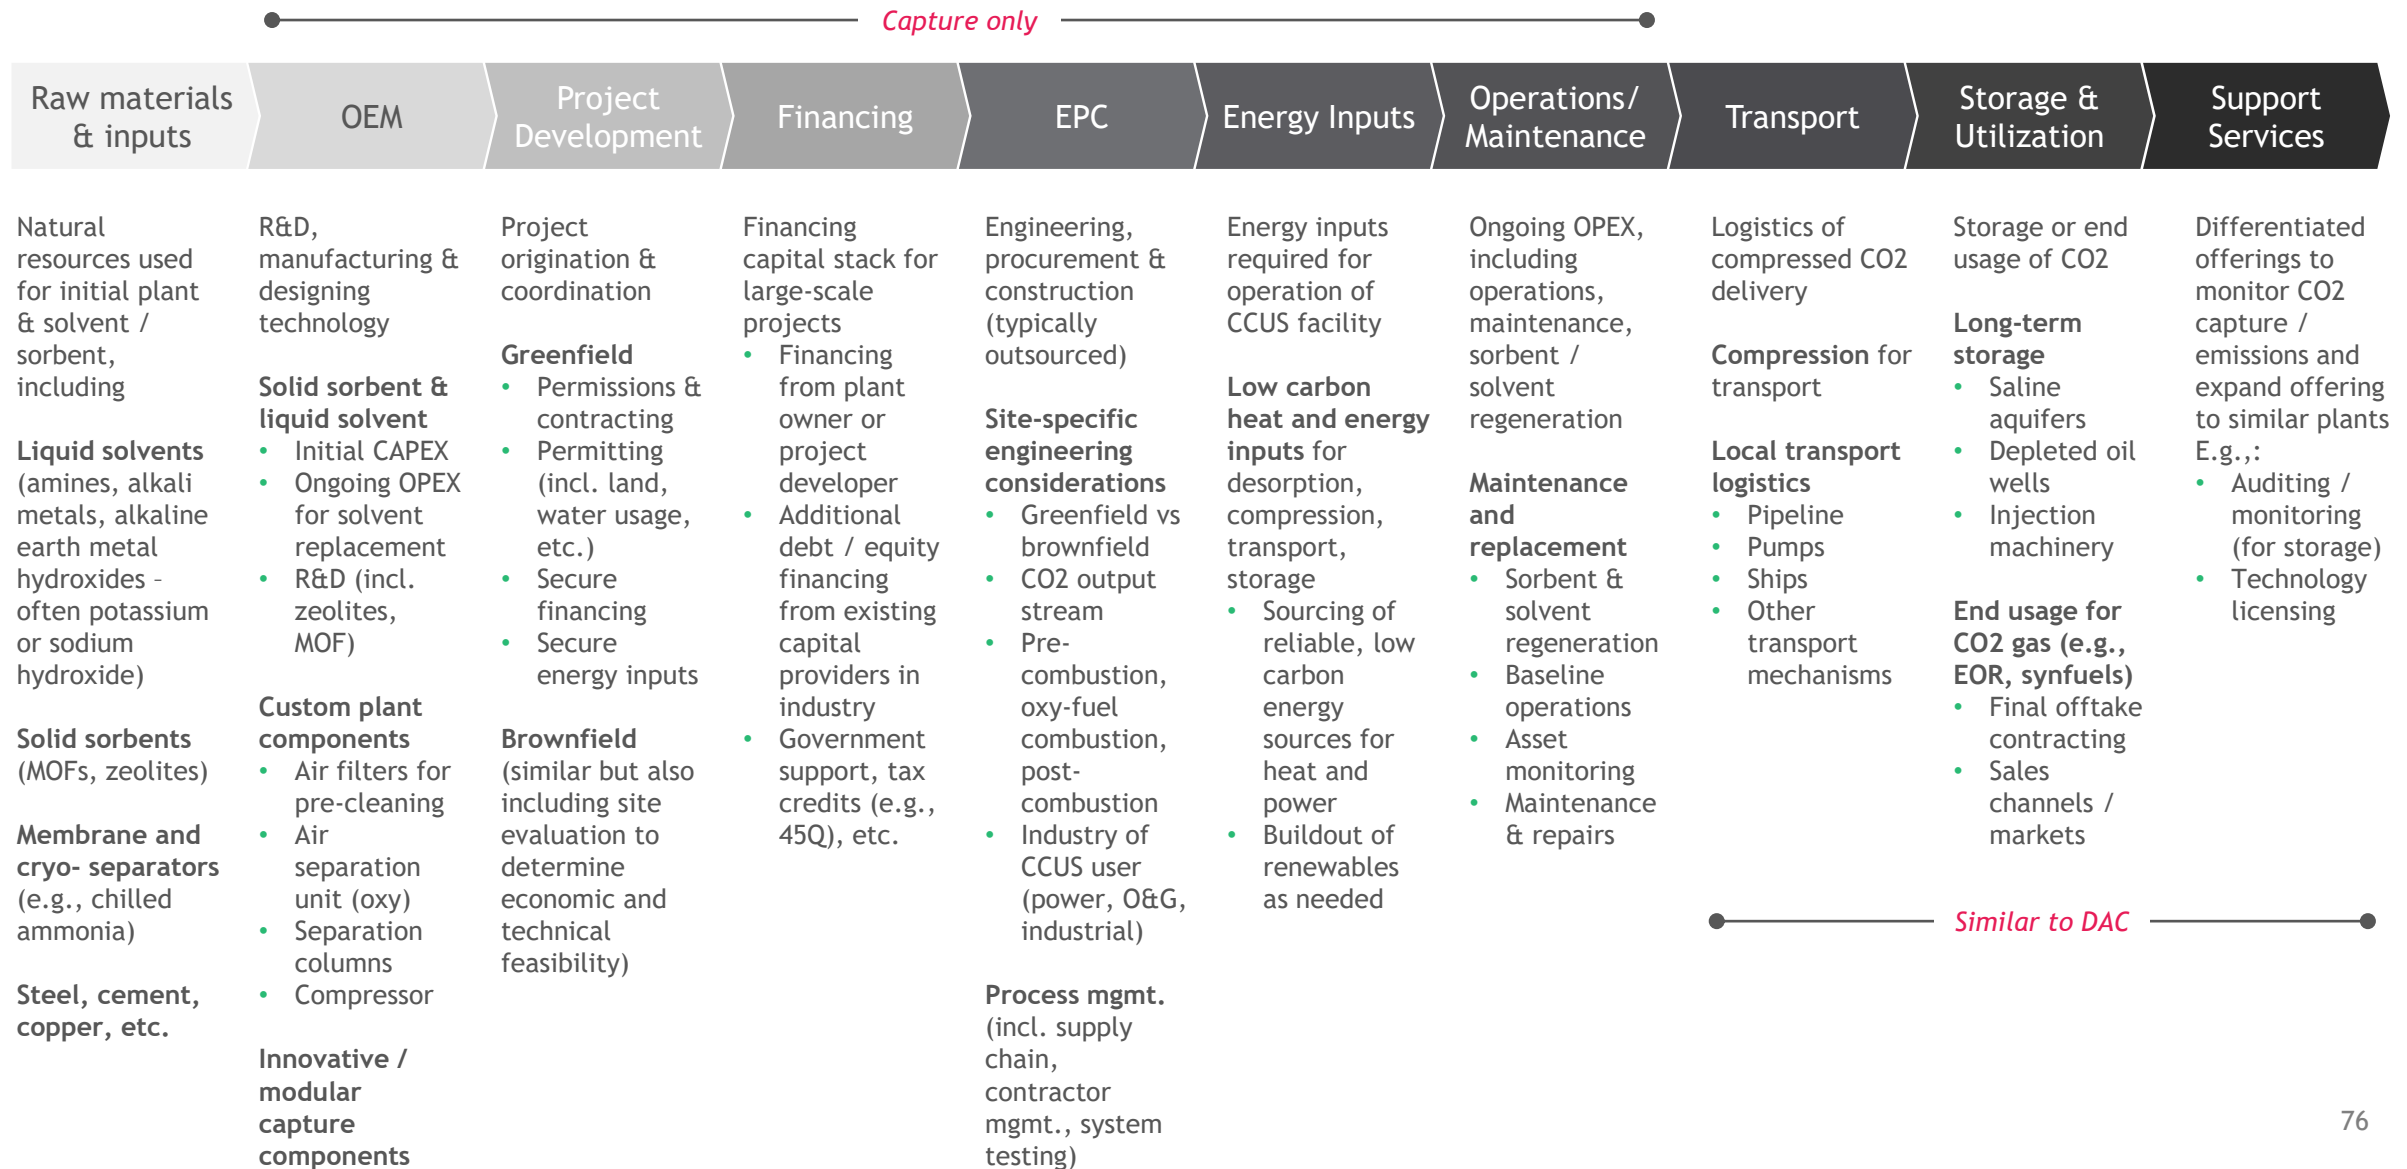 Capture only
Raw materials
& inputs
OEM
Project
Development
Financing
EPC
Energy Inputs
Operations/
Maintenance
Transport
Storage &
Utilization
Support
Services
Natural
resources used
for initial plant
& solvent /
sorbent,
including
Liquid solvents
(amines, alkali
metals, alkaline
earth metal
hydroxides –
often potassium
or sodium
hydroxide)
Solid sorbents
(MOFs, zeolites)
Membrane and
cryo- separators
(e.g., chilled
ammonia)
Steel, cement,
copper, etc.
R&D,
manufacturing &
designing
technology
Solid sorbent &
liquid solvent
• Initial CAPEX
• Ongoing OPEX
for solvent
replacement
• R&D (incl.
zeolites,
MOF)
Custom plant
components
• Air filters for
pre-cleaning
• Air
separation
unit (oxy)
• Separation
columns
• Compressor
Innovative /
modular
capture
components
Project
origination &
coordination
Greenfield
• Permissions &
contracting
• Permitting
(incl. land,
water usage,
etc.)
• Secure
financing
• Secure
energy inputs
Brownfield
(similar but also
including site
evaluation to
determine
economic and
technical
feasibility)
Financing
capital stack for
large-scale
projects
• Financing
from plant
owner or
project
developer
• Additional
debt / equity
financing
from existing
capital
providers in
industry
• Government
support, tax
credits (e.g.,
45Q), etc.
Engineering,
procurement &
construction
(typically
outsourced)
Site-specific
engineering
considerations
• Greenfield vs
brownfield
• CO2 output
stream
• Pre-
combustion,
oxy-fuel
combustion,
post-
combustion
• Industry of
CCUS user
(power, O&G,
industrial)
Process mgmt.
(incl. supply
chain,
contractor
mgmt., system
testing)
Energy inputs
required for
operation of
CCUS facility
Low carbon
heat and energy
inputs for
desorption,
compression,
transport,
storage
• Sourcing of
reliable, low
carbon
energy
sources for
heat and
power
• Buildout of
renewables
as needed
Ongoing OPEX,
including
operations,
maintenance,
sorbent /
solvent
regeneration
Maintenance
and
replacement
• Sorbent &
solvent
regeneration
• Baseline
operations
• Asset
monitoring
• Maintenance
& repairs
Logistics of
compressed CO2
delivery
Compression for
transport
Local transport
logistics
• Pipeline
• Pumps
• Ships
• Other
transport
mechanisms
Storage or end
usage of CO2
Long-term
storage
• Saline
aquifers
• Depleted oil
wells
• Injection
machinery
End usage for
CO2 gas (e.g.,
EOR, synfuels)
• Final offtake
contracting
• Sales
channels /
markets
Differentiated
offerings to
monitor CO2
capture /
emissions and
expand offering
to similar plants
E.g.,:
• Auditing /
monitoring
(for storage)
• Technology
licensing
Similar to DAC
76